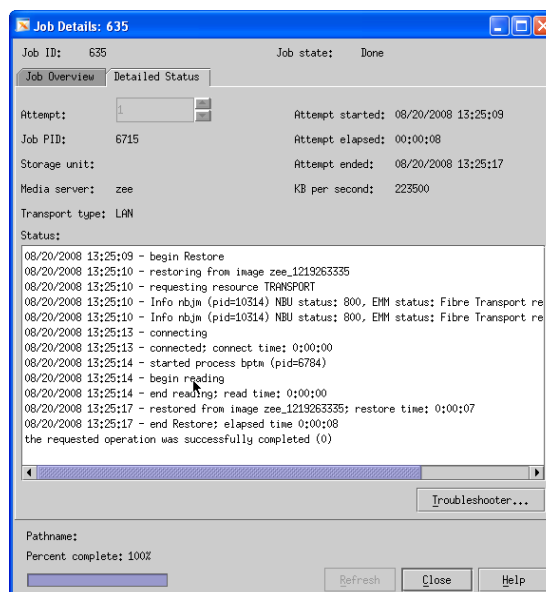 Job Details: 635
Job ID: 635 Job state: Done
Job Overview Detailed Status
Attempt: 1 Attempt started: 08/20/2008 13:25:09
Job PID: 6715 Attempt elapsed: 00:00:08
Storage unit: Attempt ended: 08/20/2008 13:25:17
Media server: zee KB per second: 223500
Transport type: LAN
Status:
08/20/2008 13:25:09 - begin Restore
08/20/2008 13:25:10 - restoring from image zee_1219263335
08/20/2008 13:25:10 - requesting resource TRANSPORT
08/20/2008 13:25:10 - Info nbjm (pid=10314) NBU status: 800, EMM status: Fibre Transport re
08/20/2008 13:25:10 - Info nbjm (pid=10314) NBU status: 800, EMM status: Fibre Transport re
08/20/2008 13:25:13 - connecting
08/20/2008 13:25:13 - connected; connect time: 0:00:00
08/20/2008 13:25:14 - started process bptm (pid=6784)
08/20/2008 13:25:14 - begin reading
08/20/2008 13:25:14 - end reading; read time: 0:00:00
08/20/2008 13:25:17 - restored from image zee_1219263335; restore time: 0:00:07
08/20/2008 13:25:17 - end Restore; elapsed time 0:00:08
the requested operation was successfully completed (0)
Troubleshooter...
Pathname:
Percent complete: 100%
Refresh Close Help